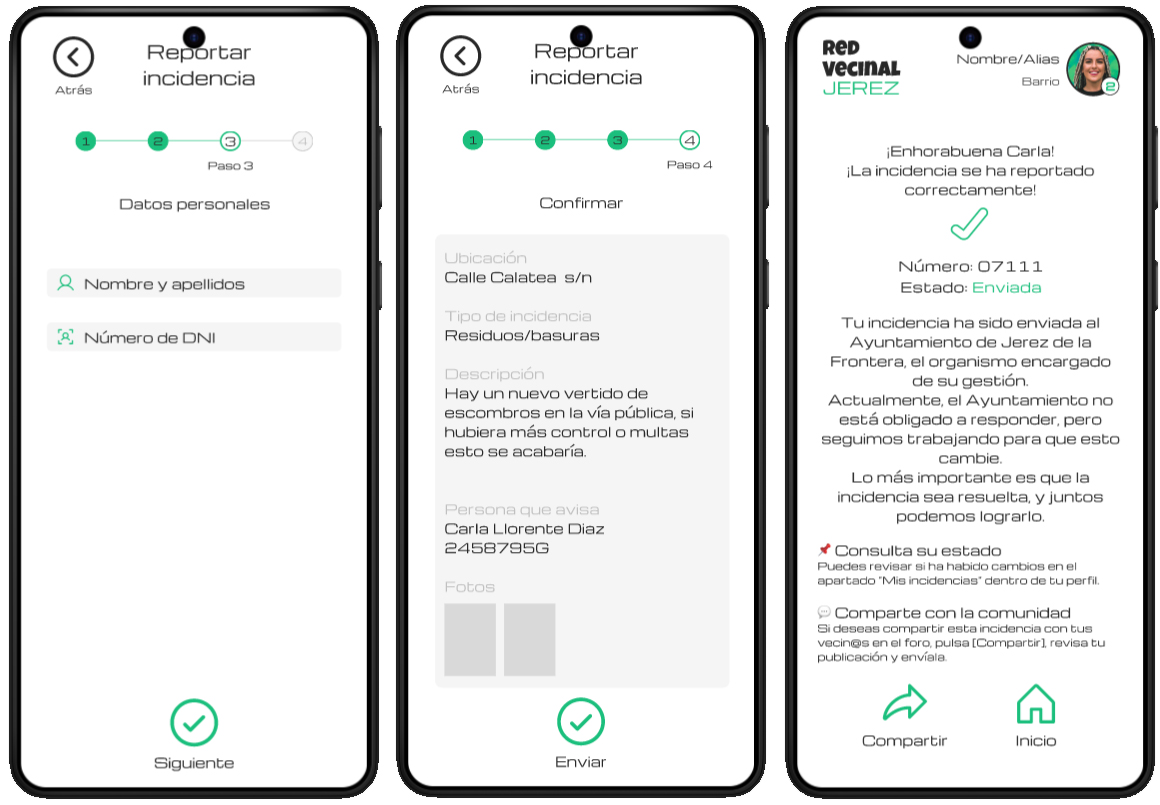 Reportar
incidencia
Atrás
1 2 3 4
Paso 3
Datos personales
Nombre y apellidos
Número de DNI
Siguiente
Reportar
incidencia
Atrás
1 2 3 4
Paso 4
Confirmar
Ubicación
Calle Calatea s/n
Tipo de incidencia
Residuos/basuras
Descripción
Hay un nuevo vertido de
escombros en la vía pública, si
hubiera más control o multas
esto se acabaría.
Persona que avisa
Carla Llorente Diaz
2458795G
Fotos
Enviar
RED
VECINAL
JEREZ
Nombre/Alias
Barrio
2
¡Enhorabuena Carla!
¡La incidencia se ha reportado
correctamente!
Número: 07111
Estado: Enviada
Tu incidencia ha sido enviada al
Ayuntamiento de Jerez de la
Frontera, el organismo encargado
de su gestión.
Actualmente, el Ayuntamiento no
está obligado a responder, pero
seguimos trabajando para que esto
cambie.
Lo más importante es que la
incidencia sea resuelta, y juntos
podemos lograrlo.
📌 Consulta su estado
Puedes revisar si ha habido cambios en el
apartado "Mis incidencias" dentro de tu perfil.
💬 Comparte con la comunidad
Si deseas compartir esta incidencia con tus
vecin@s en el foro, pulsa [Compartir], revisa tu
publicación y envíala.
Compartir
Inicio